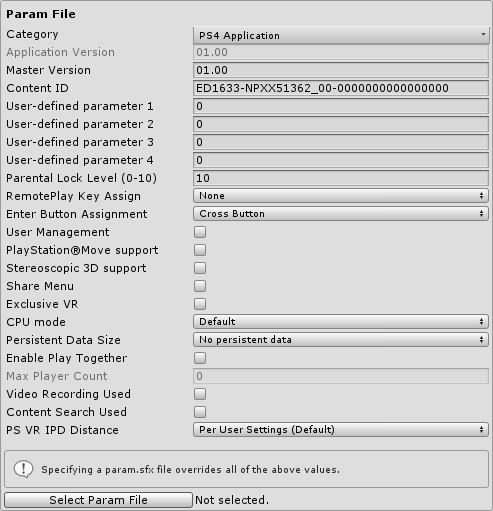 Param File
Category PS4 Application
Application Version 01.00
Master Version 01.00
Content ID ED1633-NPXX51362_00-0000000000000000
User-defined parameter 1 0
User-defined parameter 2 0
User-defined parameter 3 0
User-defined parameter 4 0
Parental Lock Level (0-10) 10
RemotePlay Key Assign None
Enter Button Assignment Cross Button
User Management
PlayStation®Move support
Stereoscopic 3D support
Share Menu
Exclusive VR
CPU mode Default
Persistent Data Size No persistent data
Enable Play Together
Max Player Count 0
Video Recording Used
Content Search Used
PS VR IPD Distance Per User Settings (Default)
Specifying a param.sfx file overrides all of the above values.
Select Param File Not selected.